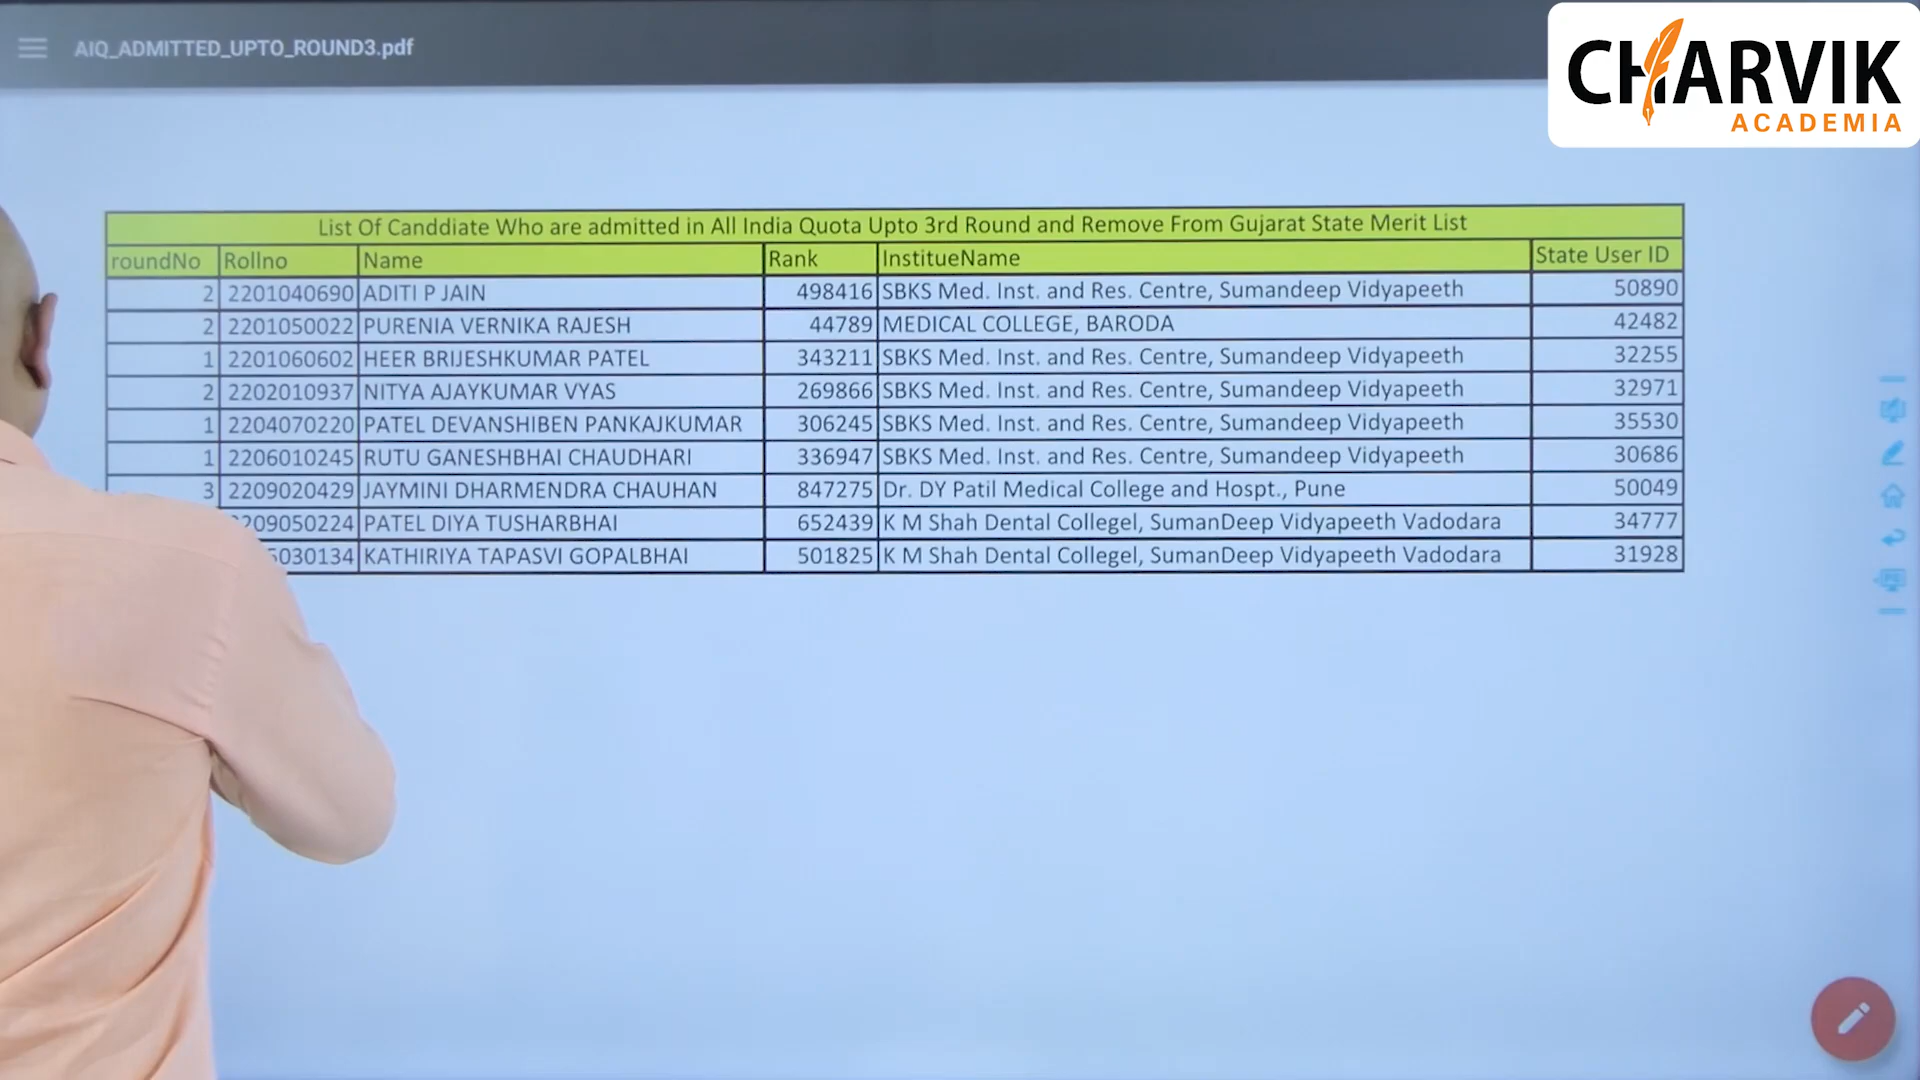 AIQ_ADMITTED_UPTO_ROUND3.pdf
CHARVIK
ACADEMIA
List Of Canddiate Who are admitted in All India Quota Upto 3rd Round and Remove From Gujarat State Merit List
roundNo Rollno Name Rank InstitueName State User ID
2 2201040690 ADITI P JAIN 498416 SBKS Med. Inst. and Res. Centre, Sumandeep Vidyapeeth 50890
2 2201050022 PURENIA VERNIKA RAJESH 44789 MEDICAL COLLEGE, BARODA 42482
1 2201060602 HEER BRIJESHKUMAR PATEL 343211 SBKS Med. Inst. and Res. Centre, Sumandeep Vidyapeeth 32255
2 2202010937 NITYA AJAYKUMAR VYAS 269866 SBKS Med. Inst. and Res. Centre, Sumandeep Vidyapeeth 32971
1 2204070220 PATEL DEVANSHIBEN PANKAJKUMAR 306245 SBKS Med. Inst. and Res. Centre, Sumandeep Vidyapeeth 35530
1 2206010245 RUTU GANESHBHAI CHAUDHARI 336947 SBKS Med. Inst. and Res. Centre, Sumandeep Vidyapeeth 30686
3 2209020429 JAYMINI DHARMENDRA CHAUHAN 847275 Dr. DY Patil Medical College and Hospt., Pune 50049
PATEL DIYA TUSHARBHAI 652439 K M Shah Dental Collegel, SumanDeep Vidyapeeth Vadodara 34777
KATHIRIYA TAPASVI GOPALBHAI 501825 K M Shah Dental Collegel, SumanDeep Vidyapeeth Vadodara 31928